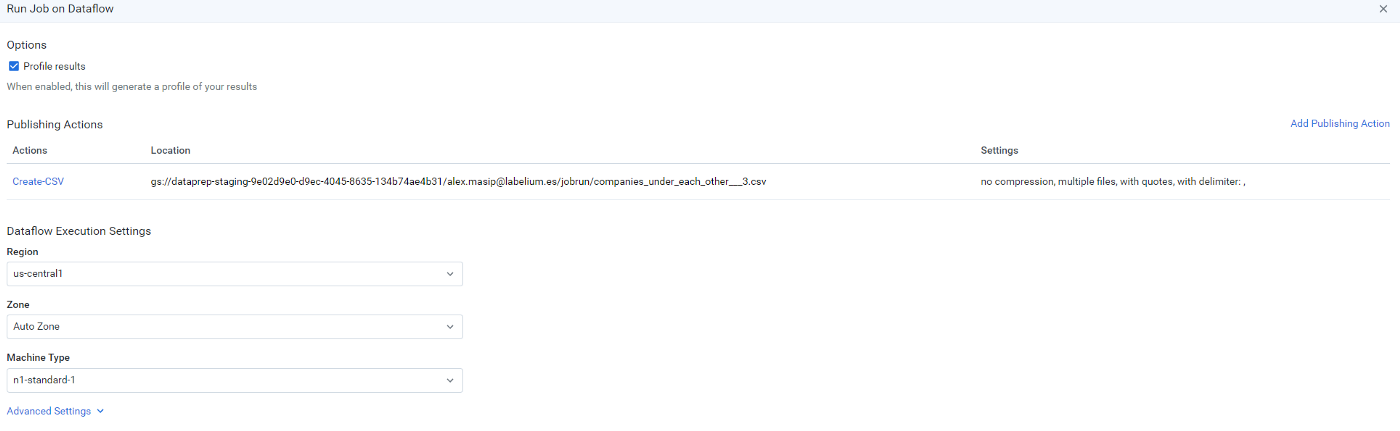 Run Job on Dataflow
Options
Profile results
When enabled, this will generate a profile of your results
Publishing Actions
Add Publishing Action
Actions Location Settings
Create-CSV gs://dataprep-staging-9e02d9e0-d9ec-4045-8635-134b74ae4b31/alex.masip@labelium.es/jobrun/companies_under_each_other___3.csv no compression, multiple files, with quotes, with delimiter: ,
Dataflow Execution Settings
Region
us-central1
Zone
Auto Zone
Machine Type
n1-standard-1
Advanced Settings